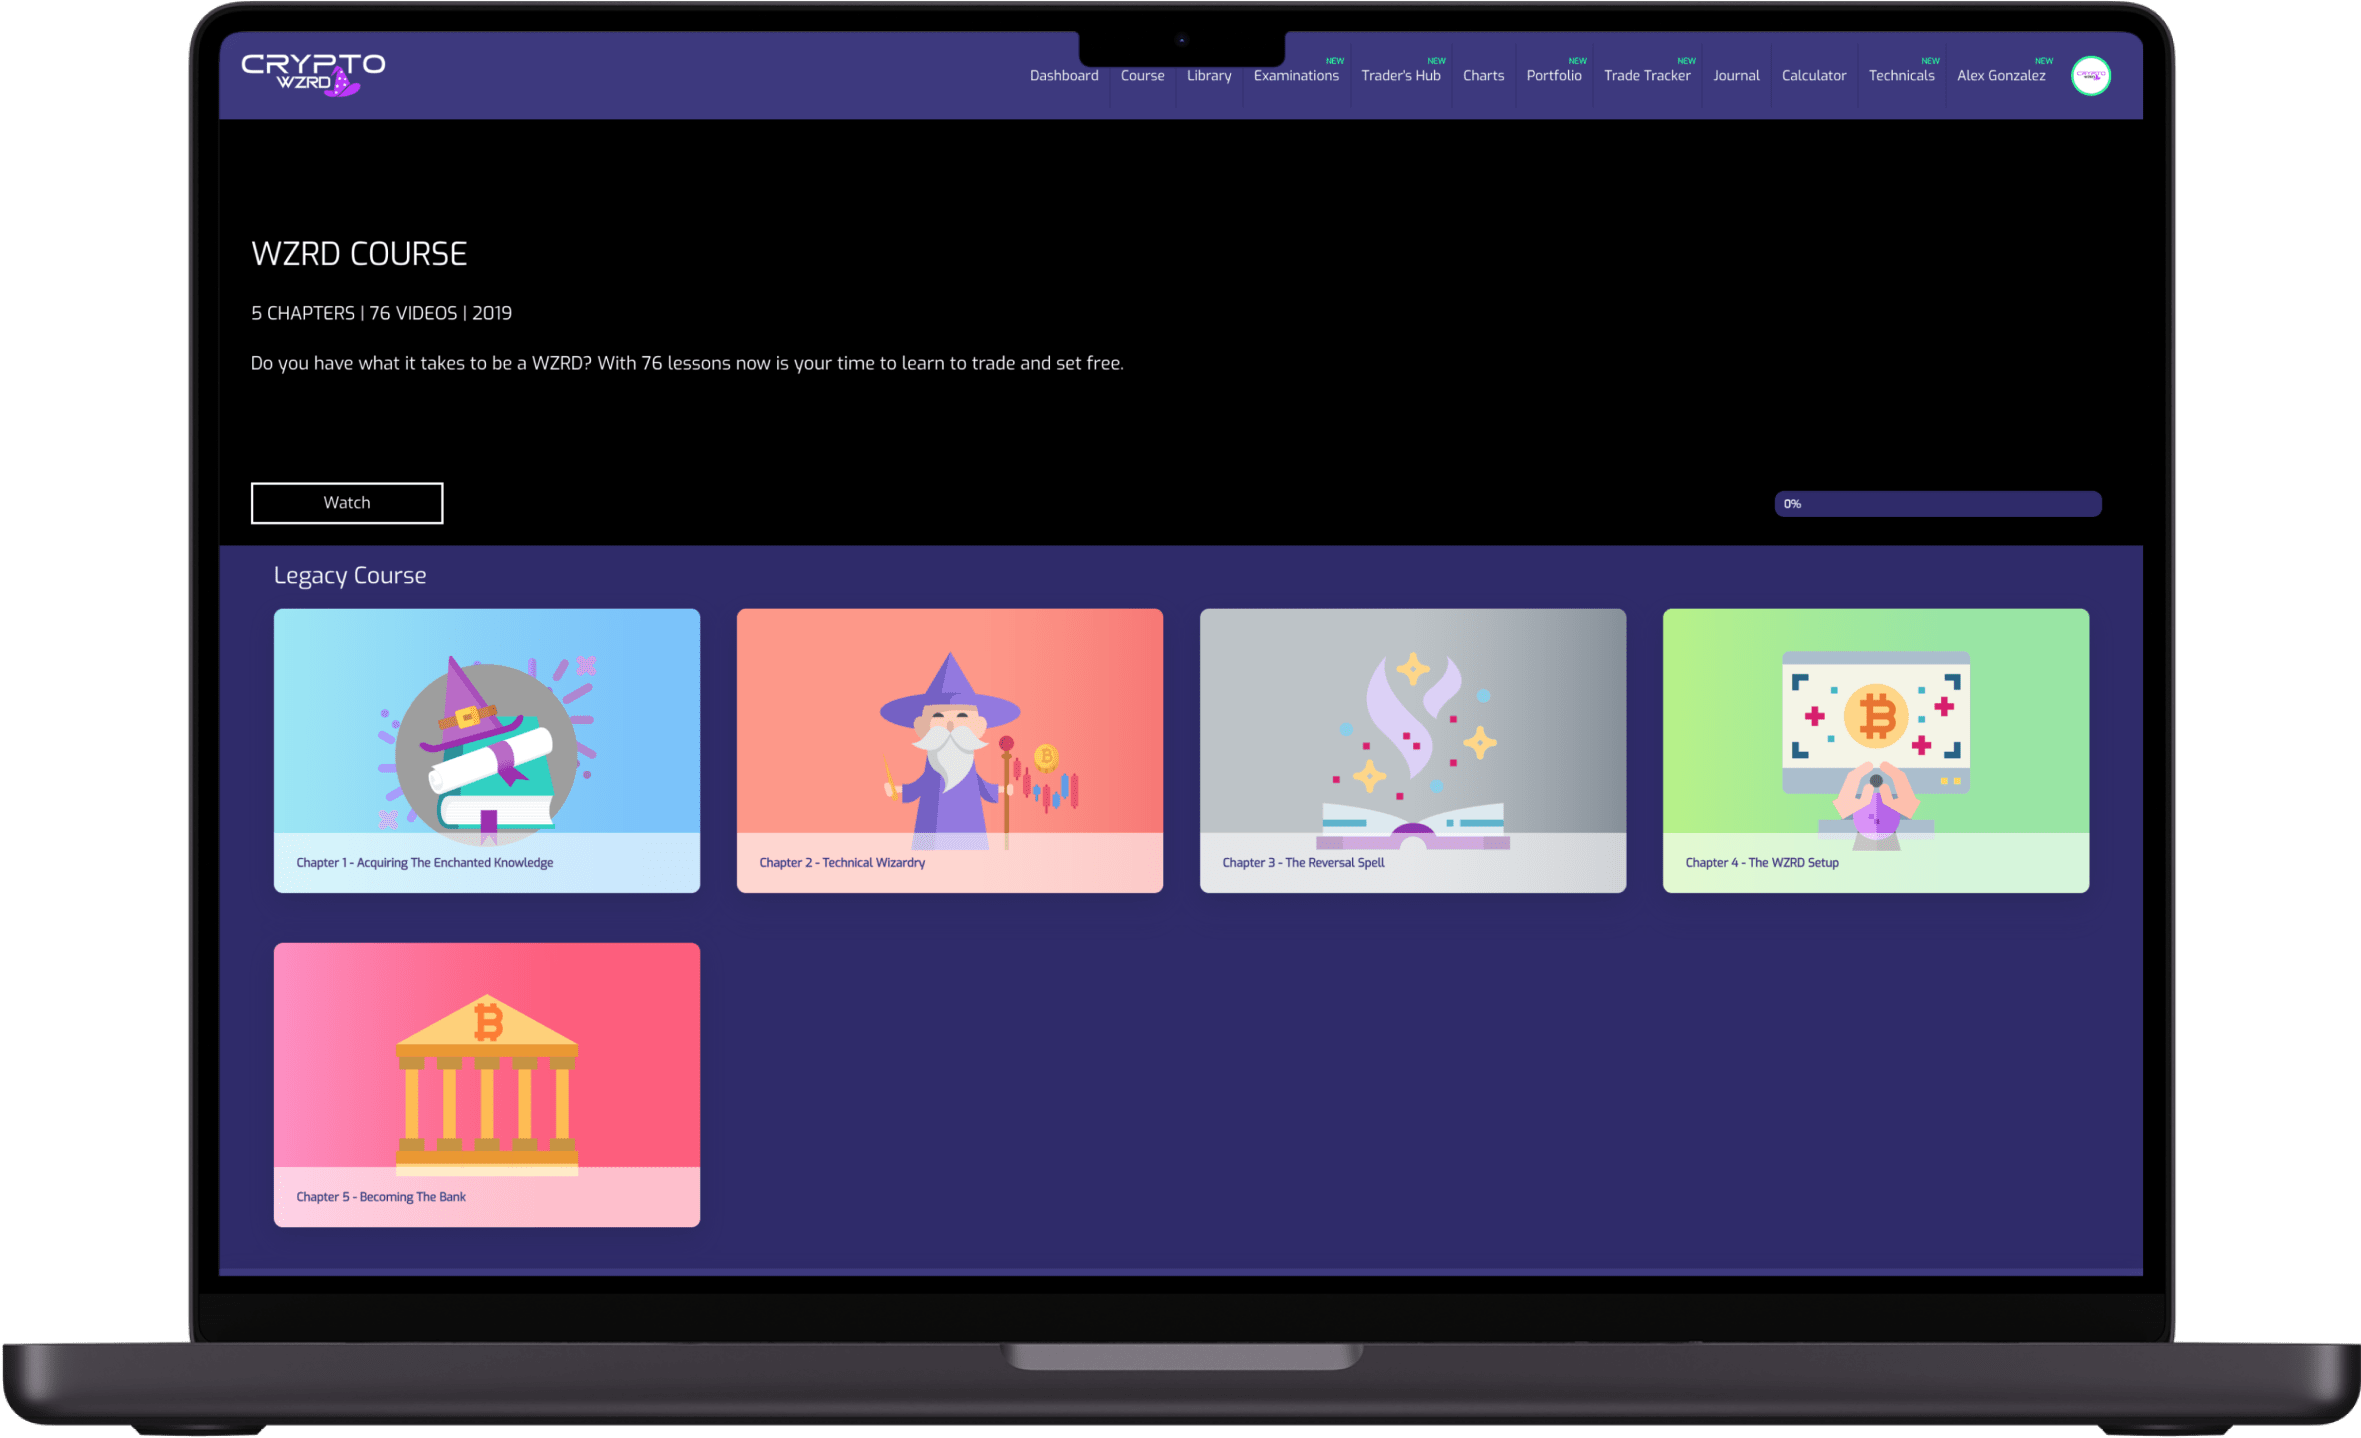 CRYPTO
WZRD
Dashboard
Course
Library
NEW
Examinations
NEW
Trader's Hub
Charts
NEW
Portfolio
NEW
Trade Tracker
Journal
Calculator
NEW
Technicals
NEW
Alex Gonzalez
CRYPTO
WZRD
WZRD COURSE
5 CHAPTERS | 76 VIDEOS | 2019
Do you have what it takes to be a WZRD? With 76 lessons now is your time to learn to trade and set free.
Watch
0%
Legacy Course
Chapter 1 - Acquiring The Enchanted Knowledge
Chapter 2 - Technical Wizardry
Chapter 3 - The Reversal Spell
Chapter 4 - The WZRD Setup
Chapter 5 - Becoming The Bank